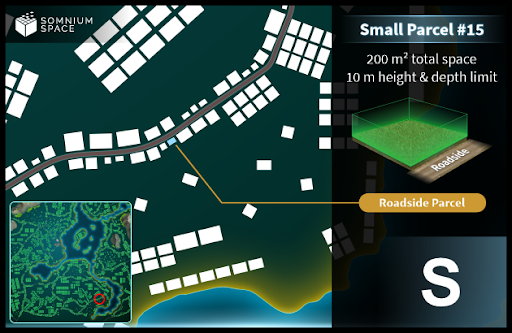 SOMNIUM
SPACE
Small Parcel #15
200 m² total space
10 m height & depth limit
Roadside
Roadside Parcel
S